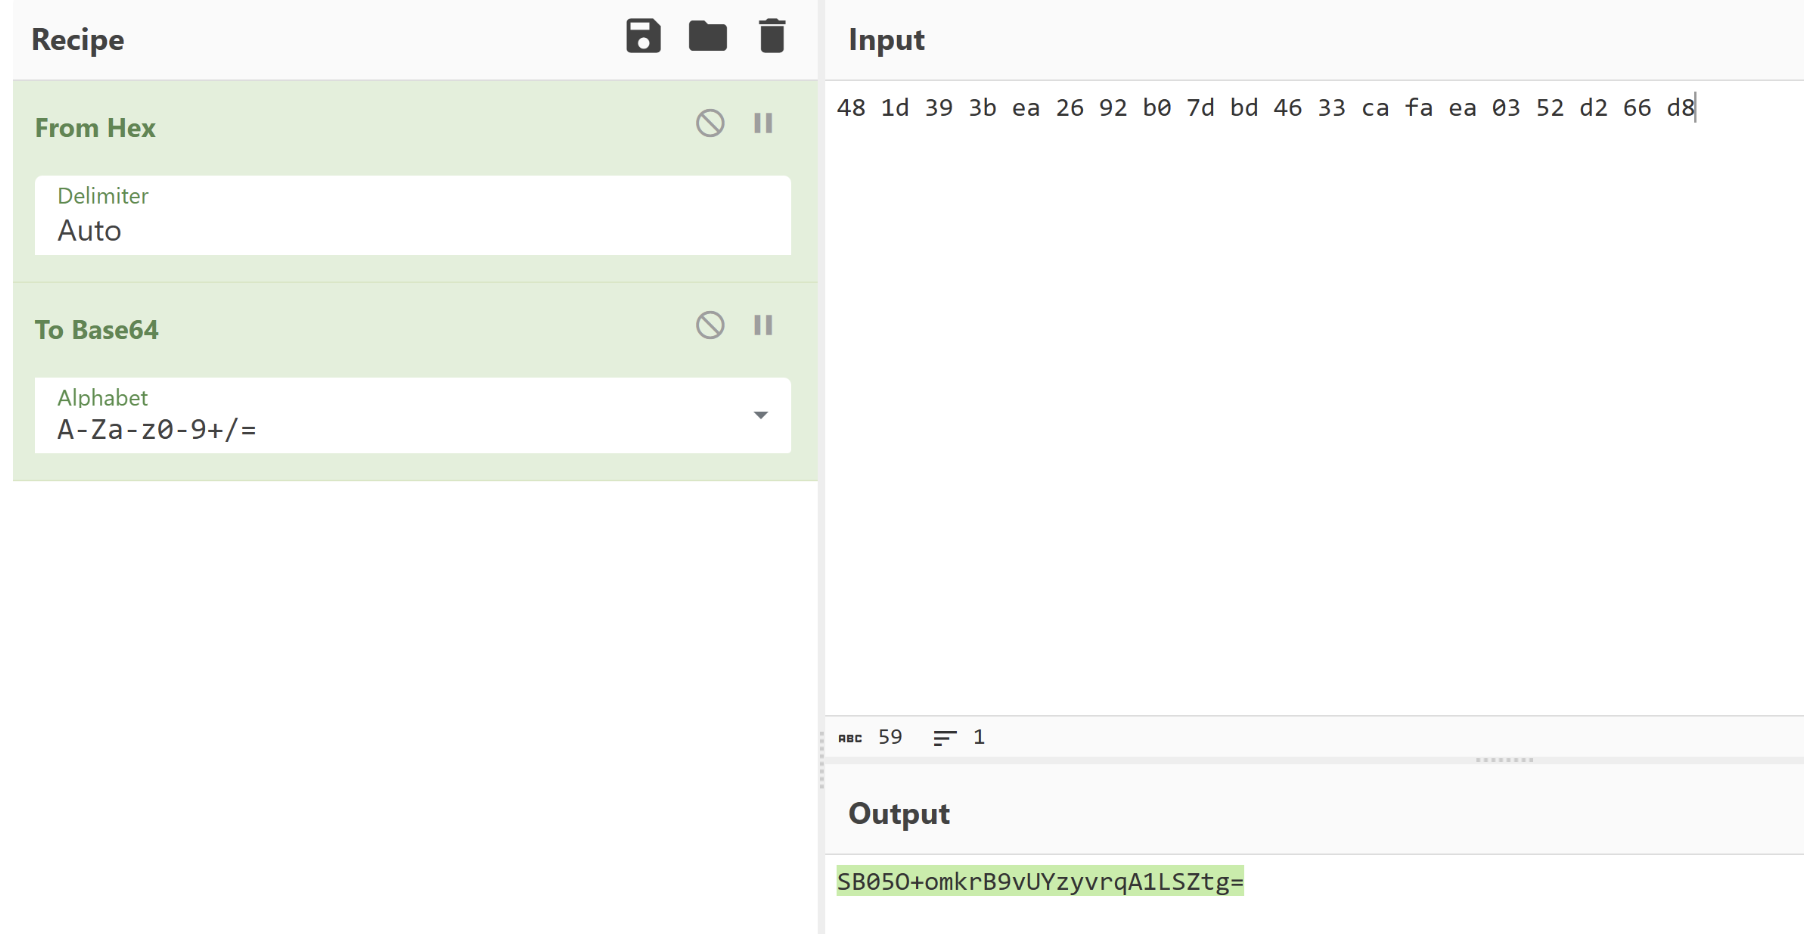 Recipe
From Hex
Delimiter
Auto
To Base64
Alphabet
A-Za-z0-9+/=
Input
48 1d 39 3b ea 26 92 b0 7d bd 46 33 ca fa ea 03 52 d2 66 d8
ABC 59 1
Output
SB05O+omkrB9vUYzyvrqA1LSZtg=